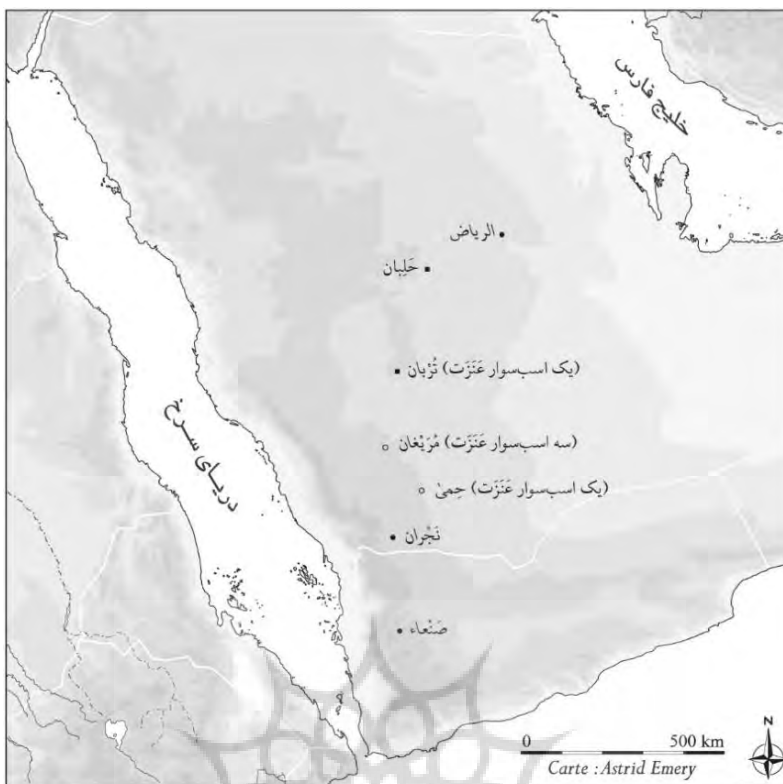 خلیج فارس
الریاض
حَلِبان
(یک اسب‌سوار عَنَزَت) تُرْبان
(سه اسب‌سوار عَنَزَت) مُرَیْغان
(یک اسب‌سوار عَنَزَت) حِمیٰ
دریای سرخ
نَجْران
صَنْعاء
0 500 km
N
Carte : Astrid Emery